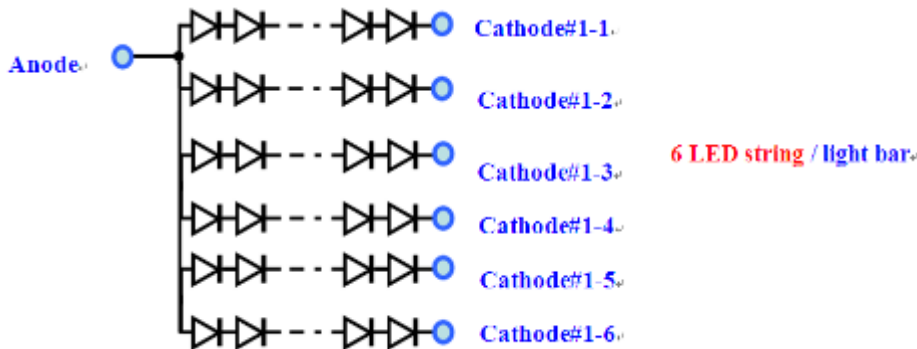 Cathode#1-1
Anode
Cathode#1-2
Cathode#1-3
6 LED string / light bar
Cathode#1-4
Cathode#1-5
Cathode#1-6